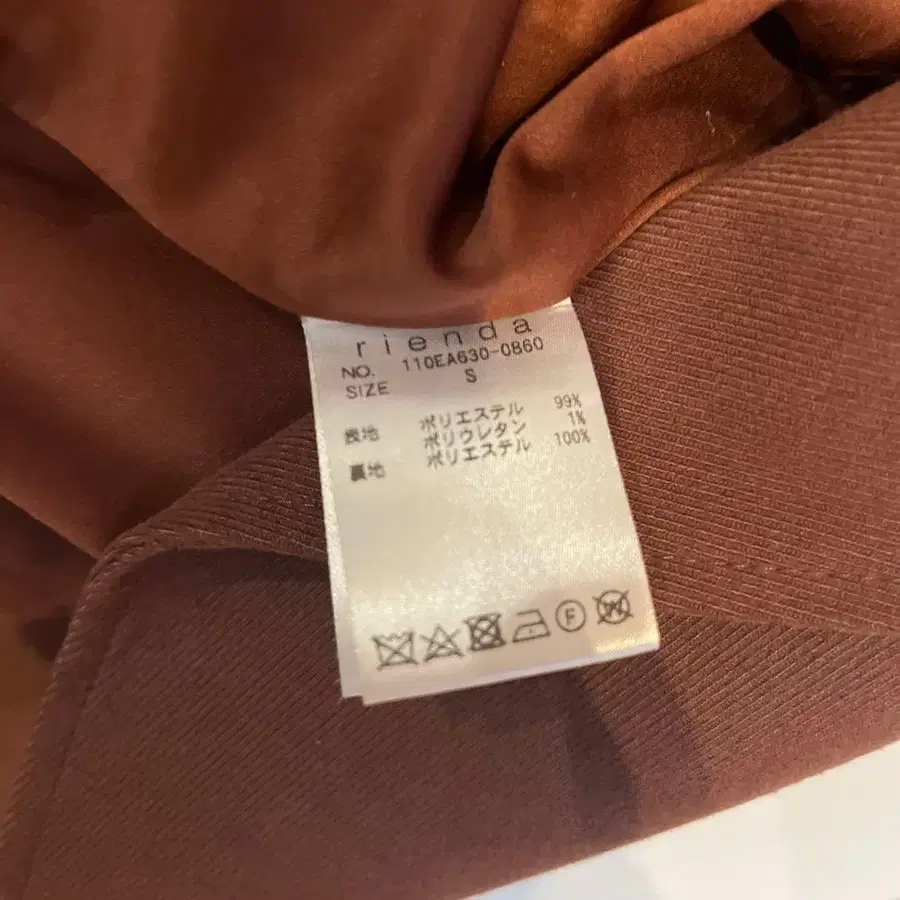 rienda
NO. 110EA630-0860
SIZE S
表地 ポリエステル 99%
ポリウレタン 1%
裏地 ポリエステル 100%
F
W